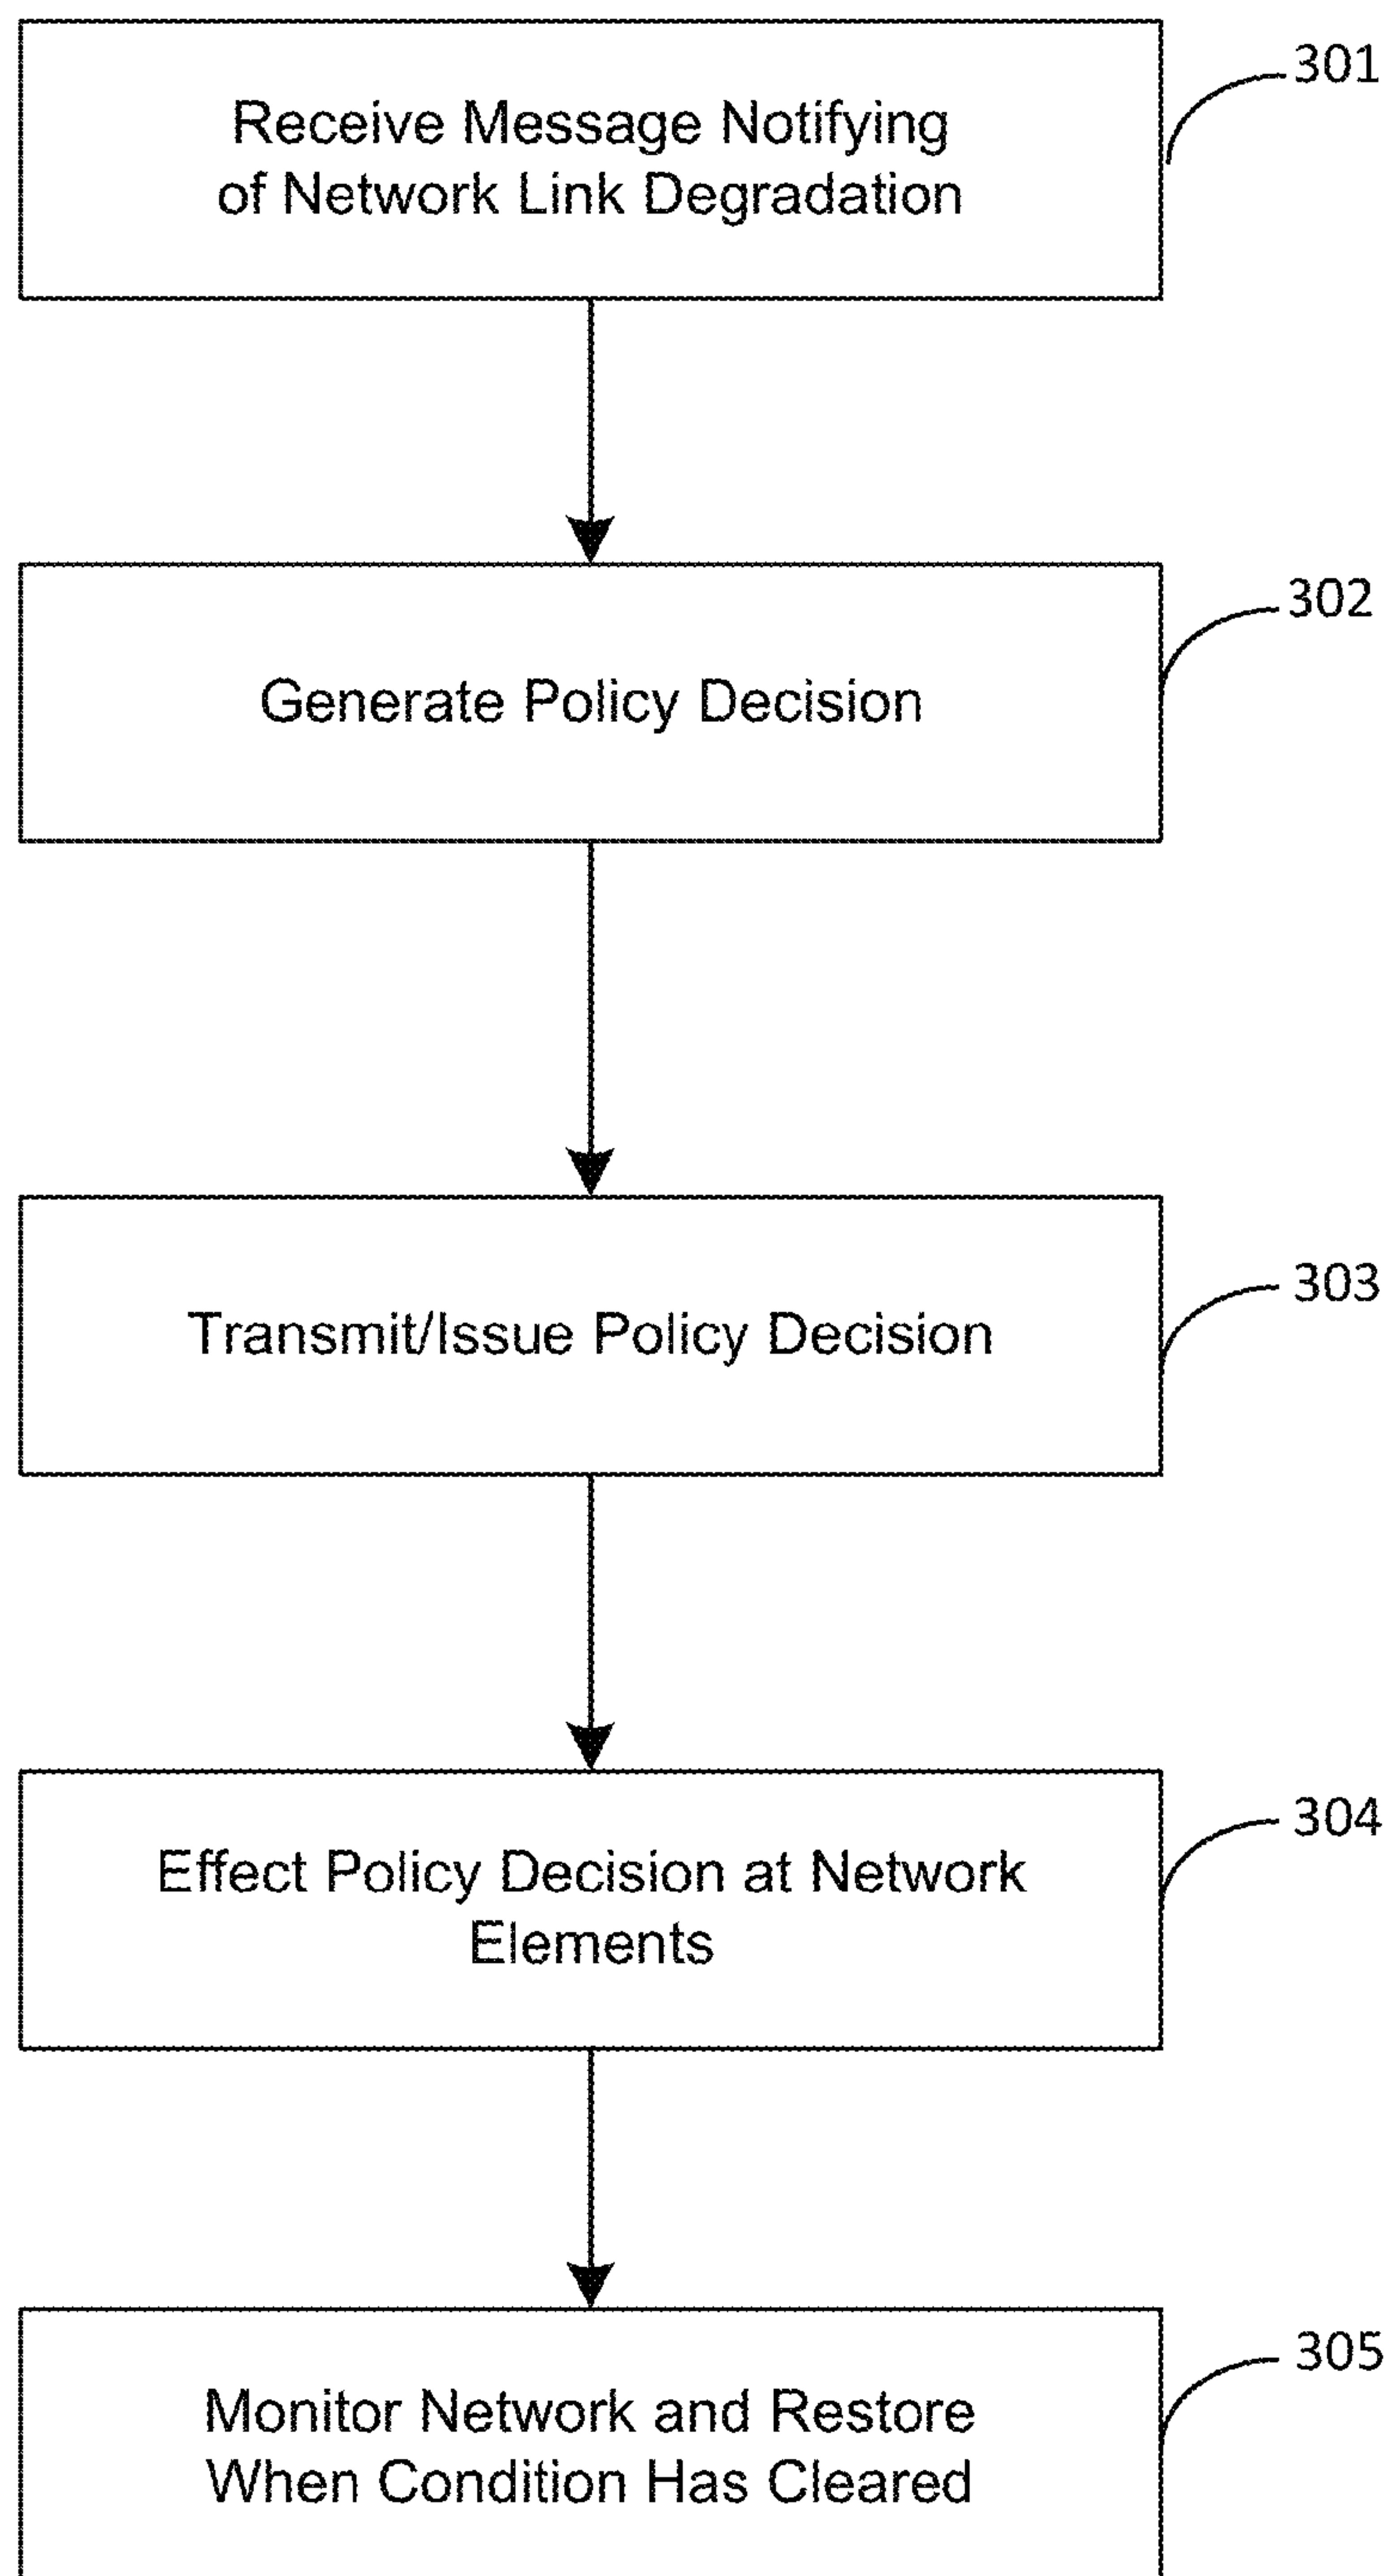 Receive Message Notifying
of Network Link Degradation
301
Generate Policy Decision
302
Transmit/Issue Policy Decision
303
Effect Policy Decision at Network
Elements
304
Monitor Network and Restore
When Condition Has Cleared
305